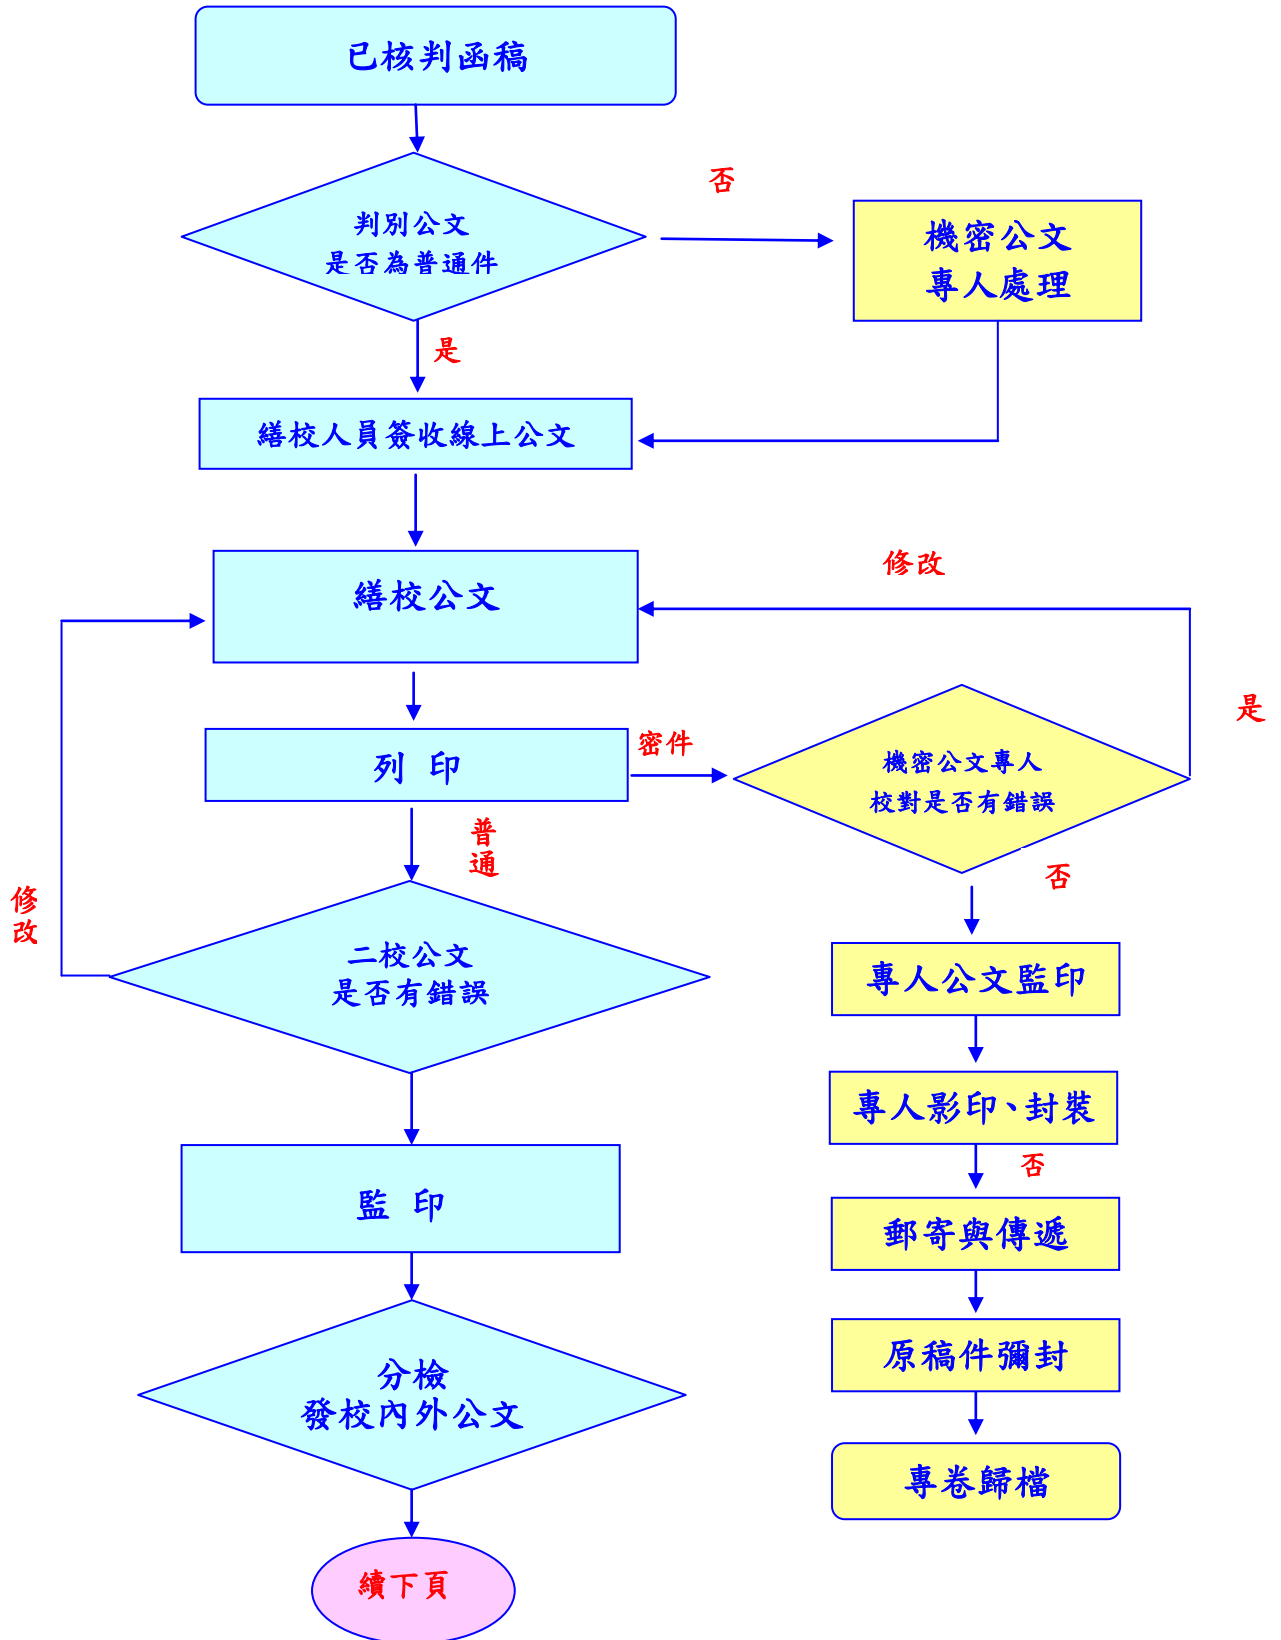 已核判函稿
否
判別公文
是否為普通件
機密公文
專人處理
是
繕校人員簽收線上公文
修改
繕校公文
是
密件
列 印
機密公文專人
校對是否有錯誤
普
通
否
修
改
二校公文
是否有錯誤
專人公文監印
專人影印、封裝
否
監 印
郵寄與傳遞
原稿件彌封
分檢
發校內外公文
專卷歸檔
續下頁